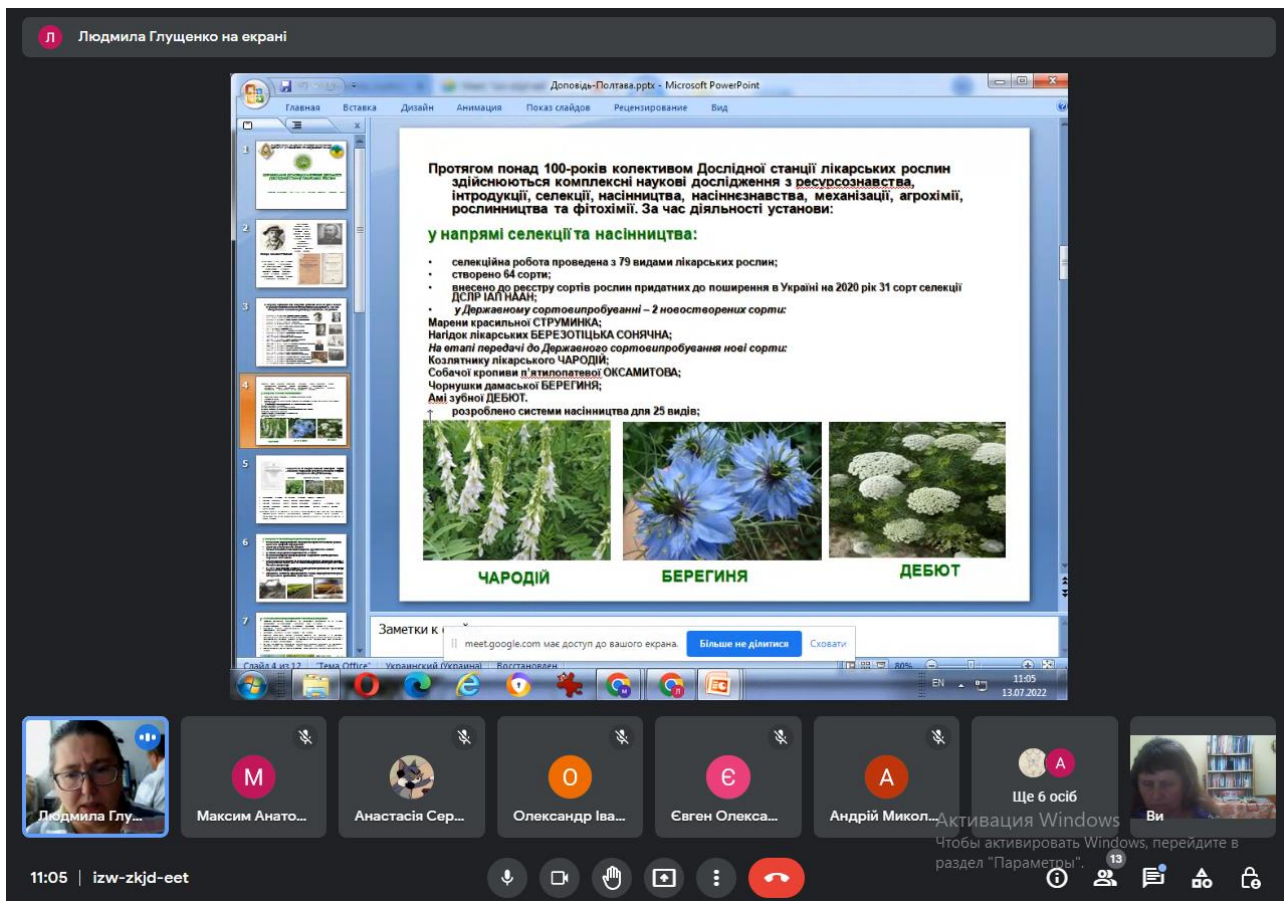 Л
Людмила Глущенко на екрані
Доповідь-Полтава.pptx - Microsoft PowerPoint
Главная Вставка Дизайн Анимация Показ слайдов Рецензирование Вид
1
2
3
4
5
6
7
Протягом понад 100-років колективом Дослідної станції лікарських рослин
здійснюються комплексні наукові дослідження з ресурсознавства,
інтродукції, селекції, насінництва, насіннєзнавства, механізації, агрохімії,
рослинництва та фітохімії. За час діяльності установи:
у напрямі селекції та насінництва:
• селекційна робота проведена з 79 видами лікарських рослин;
• створено 64 сорти;
• внесено до реєстру сортів рослин придатних до поширення в Україні на 2020 рік 31 сорт селекції
ДСЛР ІАП НААН;
• у Державному сортовипробуванні – 2 новостворених сорти:
Марени красильної СТРУМИНКА;
Нагідок лікарських БЕРЕЗОТІЦЬКА СОНЯЧНА;
На етапі передачі до Державного сортовипробування нові сорти:
Козлятнику лікарського ЧАРОДІЙ;
Собачої кропиви п'ятилопатевої ОКСАМИТОВА;
Чорнушки дамаської БЕРЕГИНЯ;
Амі зубної ДЕБЮТ.
розроблено системи насінництва для 25 видів;
ЧАРОДІЙ БЕРЕГИНЯ ДЕБЮТ
Заметки к
meet.google.com має доступ до вашого екрана. Більше не ділитися Сховати
Слайд 4 из 12 "Тема Office" Украинский (Украина) Восстановлен 80%
EN 11:05
13.07.2022
М О Є А А
Людмила Глу... Максим Анато... Анастасія Сер... Олександр Іва... Євген Олекса... Андрій Микол... Ще 6 осіб Ви
Активация Windows
Чтобы активировать Windows, перейдите в
раздел "Параметры".
11:05 | izw-zkjd-eet 13